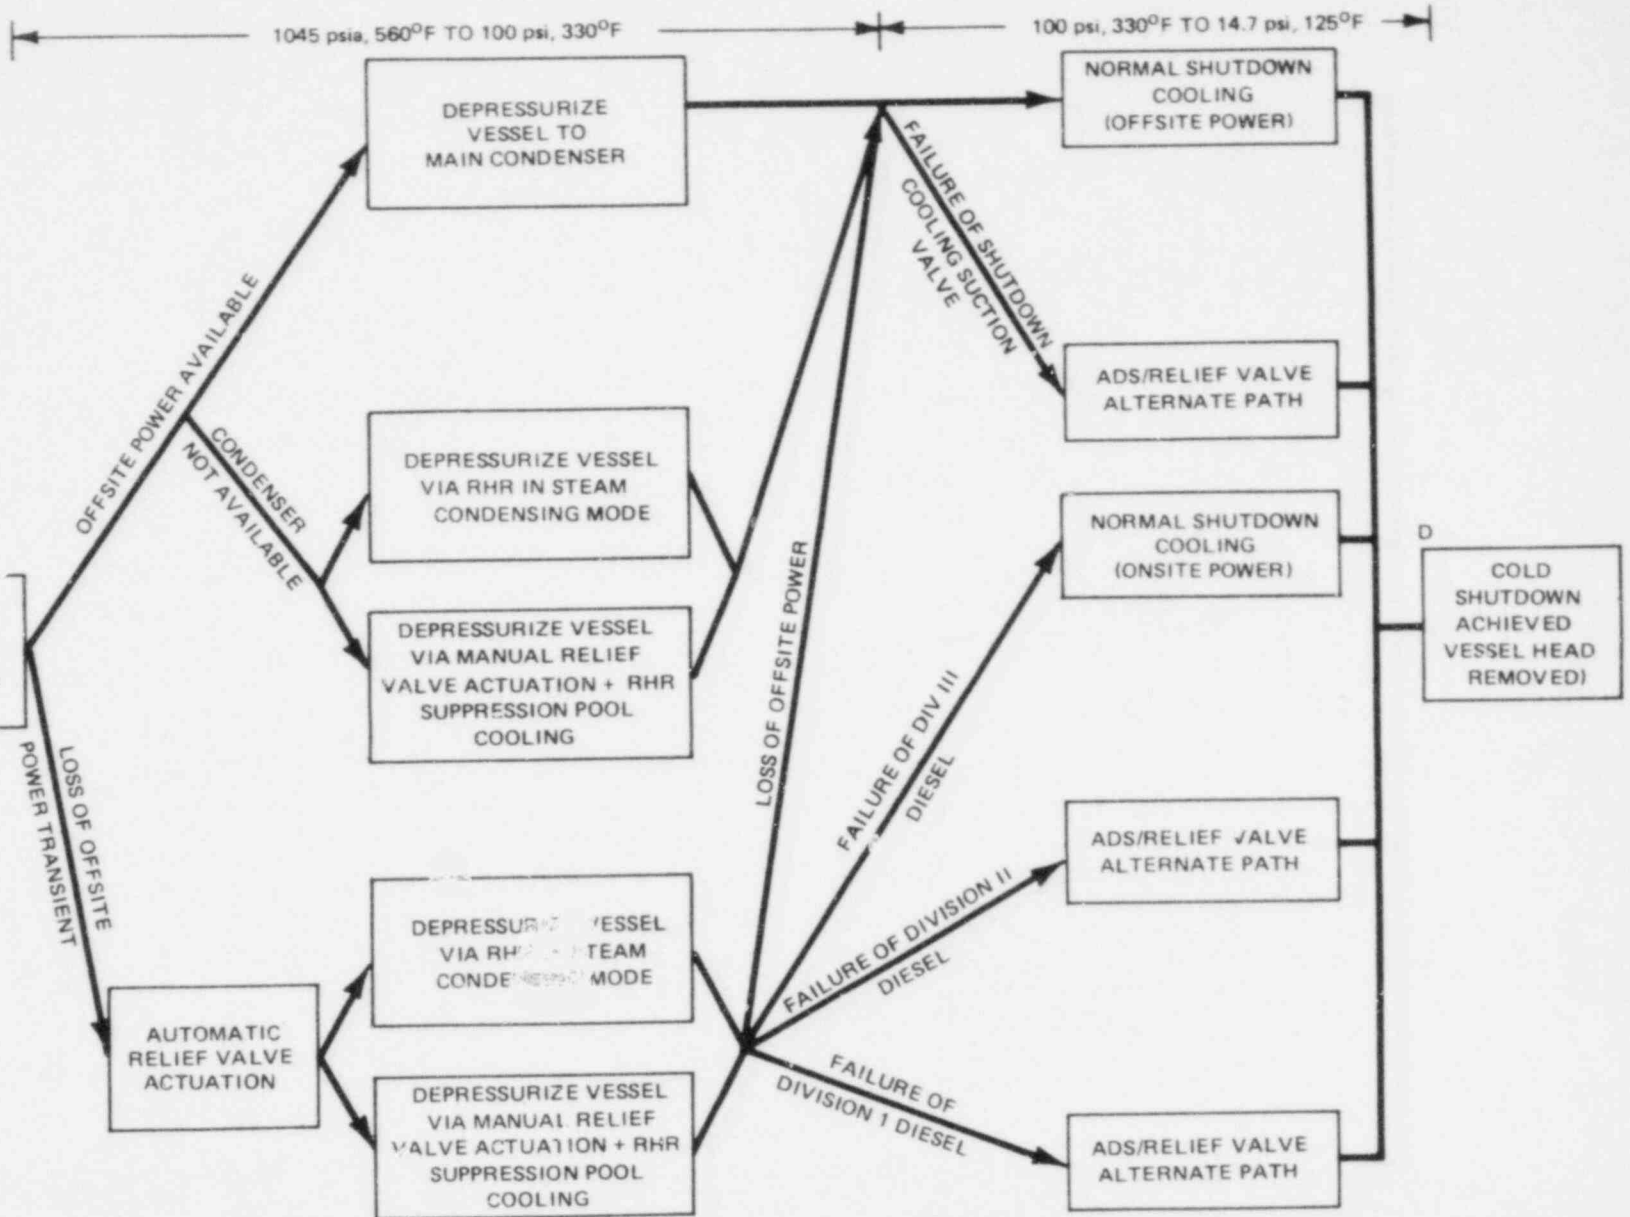 1045 psia, 560°F TO 100 psi, 330°F
100 psi, 330°F TO 14.7 psi, 125°F
DEPRESSURIZE
VESSEL TO
MAIN CONDENSER
NORMAL SHUTDOWN
COOLING
(OFFSITE POWER)
OFFSITE POWER AVAILABLE
CONDENSER
NOT AVAILABLE
FAILURE OF SHUTDOWN
COOLING SUCTION
VALVE
ADS/RELIEF VALVE
ALTERNATE PATH
DEPRESSURIZE VESSEL
VIA RHR IN STEAM
CONDENSING MODE
NORMAL SHUTDOWN
COOLING
(ONSITE POWER)
DEPRESSURIZE VESSEL
VIA MANUAL RELIEF
VALVE ACTUATION + RHR
SUPPRESSION POOL
COOLING
LOSS OF OFFSITE POWER
D
COLD
SHUTDOWN
ACHIEVED
VESSEL HEAD
REMOVED)
LOSS OF OFFSITE
POWER TRANSIENT
FAILURE OF DIV III
DIESEL
FAILURE OF DIVISION II
DIESEL
ADS/RELIEF VALVE
ALTERNATE PATH
AUTOMATIC
RELIEF VALVE
ACTUATION
VESSEL
VIA
MODE
DEPRESSURIZE VESSEL
VIA MANUAL RELIEF
VALVE ACTUATION + RHR
SUPPRESSION POOL
COOLING
FAILURE OF
DIVISION 1 DIESEL
ADS/RELIEF VALVE
ALTERNATE PATH